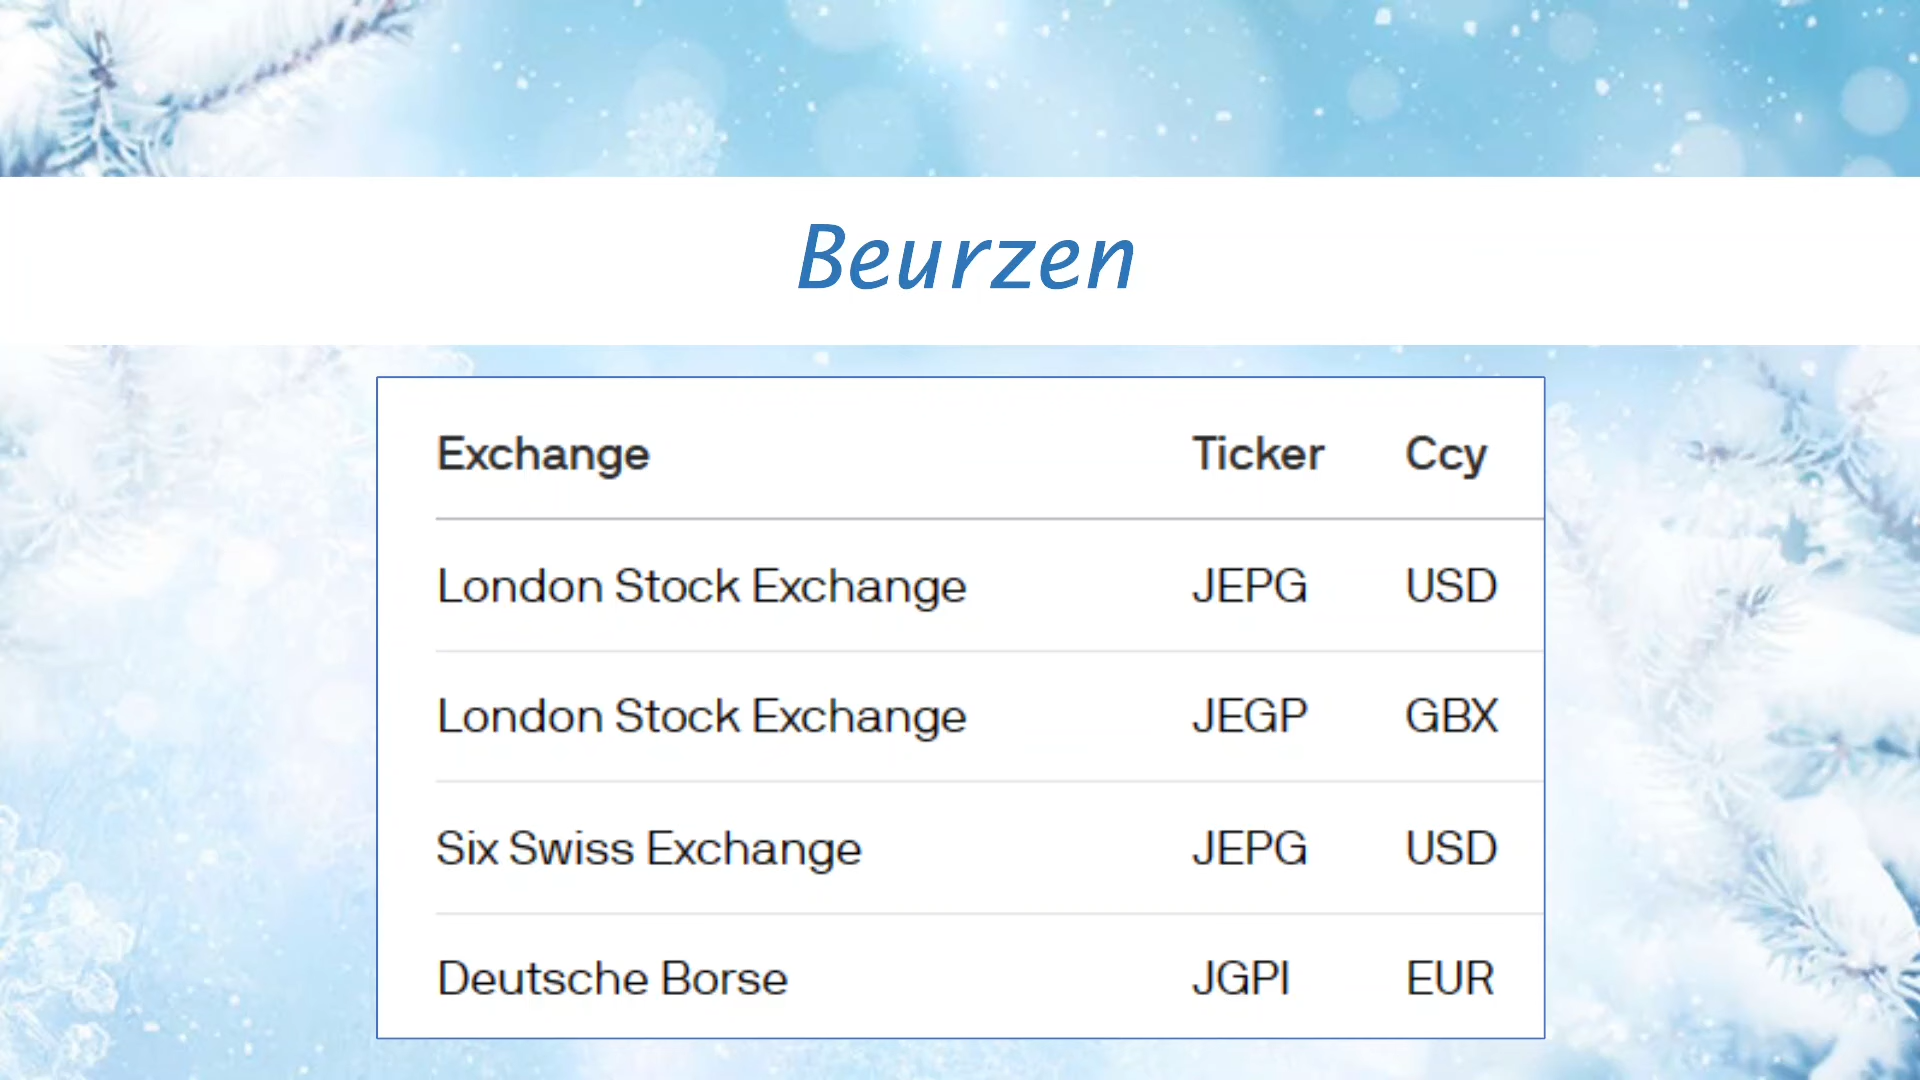 Beurzen
Exchange Ticker Ccy
London Stock Exchange JEPG USD
London Stock Exchange JEGP GBX
Six Swiss Exchange JEPG USD
Deutsche Borse JGPI EUR